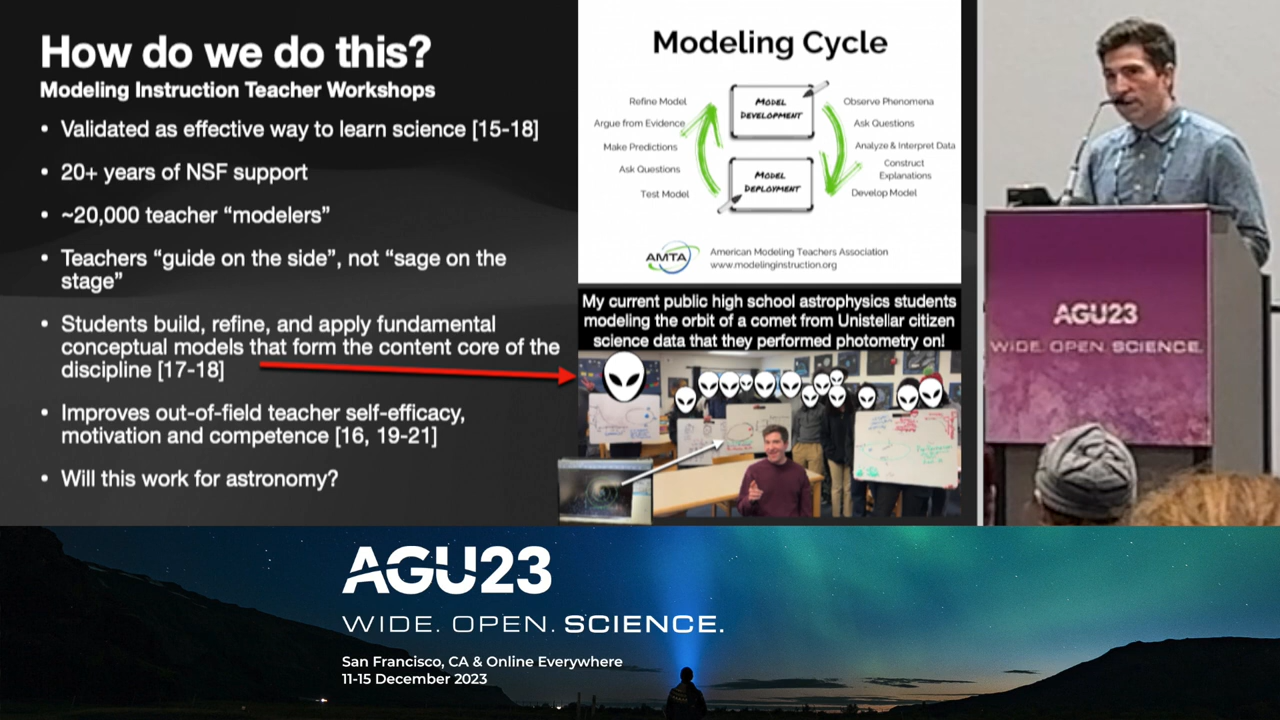 How do we do this?
Modeling Instruction Teacher Workshops
• Validated as effective way to learn science [15-18]
• 20+ years of NSF support
• ~20,000 teacher “modelers”
• Teachers “guide on the side”, not “sage on the
stage”
• Students build, refine, and apply fundamental
conceptual models that form the content core of the
discipline [17-18]
• Improves out-of-field teacher self-efficacy,
motivation and competence [16, 19-21]
• Will this work for astronomy?
Modeling Cycle
Refine Model
Argue from Evidence
Make Predictions
Ask Questions
Test Model
MODEL
DEVELOPMENT
MODEL
DEPLOYMENT
Observe Phenomena
Ask Questions
Analyze & Interpret Data
Construct
Explanations
Develop Model
AMTA
American Modeling Teachers Association
www.modelinginstruction.org
My current public high school astrophysics students
modeling the orbit of a comet from Unistellar citizen
science data that they performed photometry on!
AGU23
WIDE. OPEN. SCIENCE.
AGU23
WIDE. OPEN. SCIENCE.
San Francisco, CA & Online Everywhere
11-15 December 2023